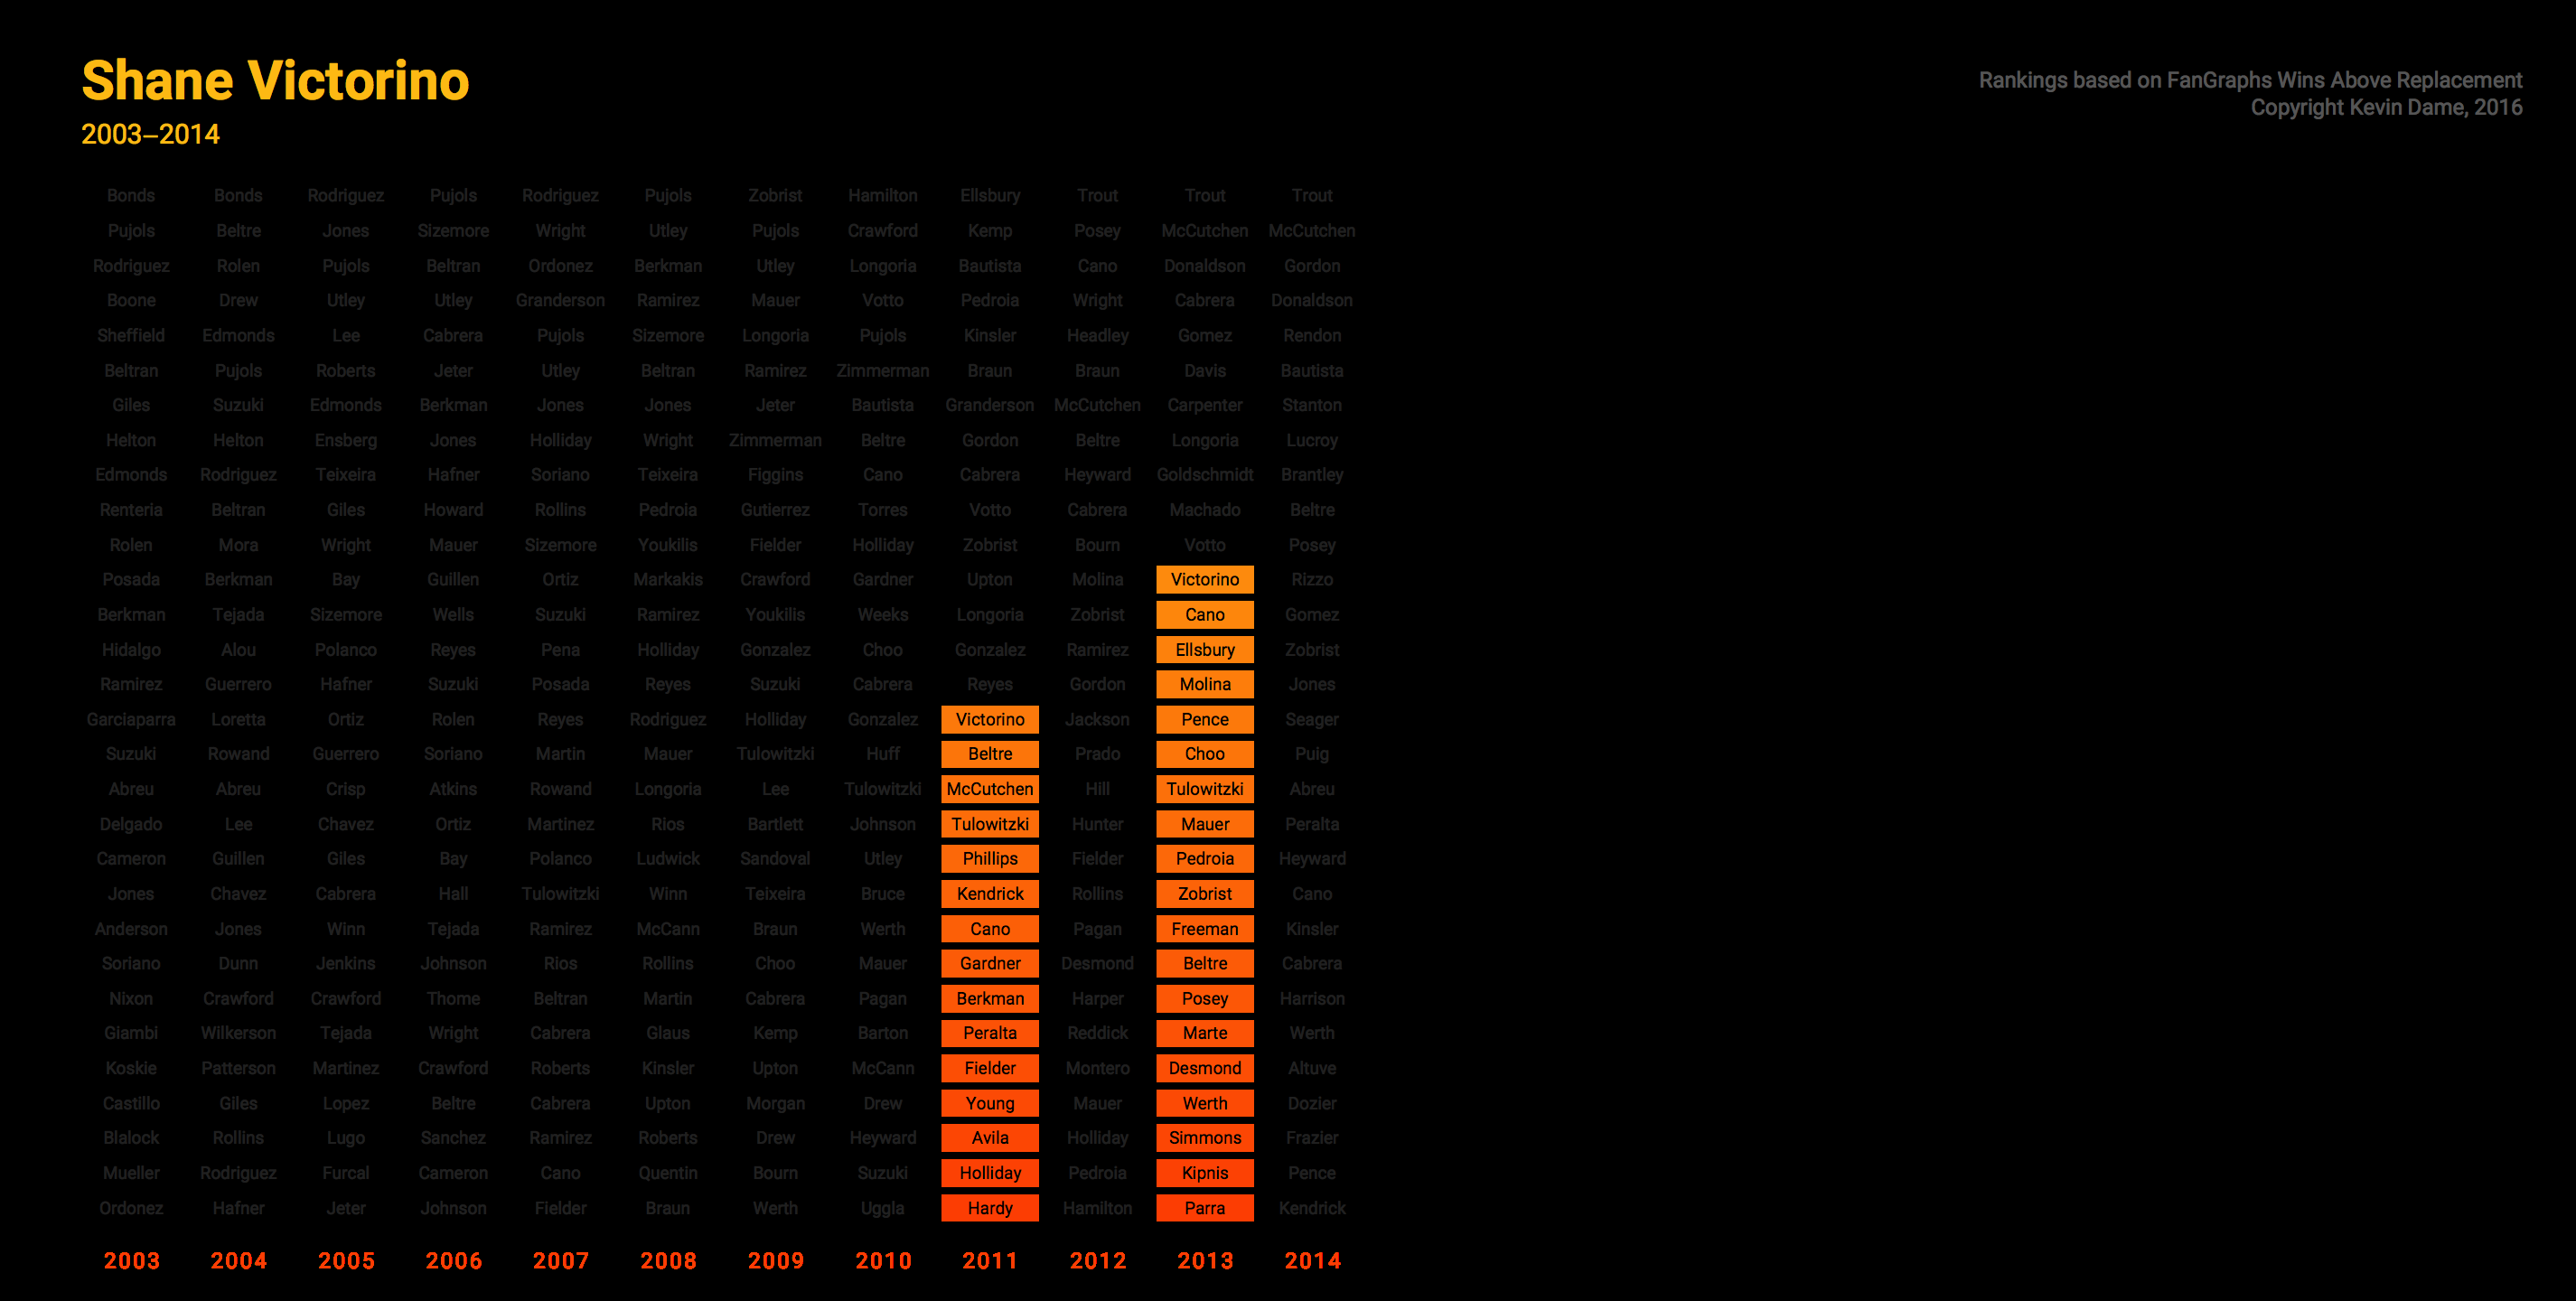 Shane Victorino
2003–2014
Rankings based on FanGraphs Wins Above Replacement
Copyright Kevin Dame, 2016
Bonds Bonds Rodriguez Pujols Rodriguez Pujols Zobrist Hamilton Ellsbury Trout Trout Trout
Pujols Beltre Jones Sizemore Wright Utley Pujols Crawford Kemp Posey McCutchen McCutchen
Rodriguez Rolen Pujols Beltran Ordonez Berkman Utley Longoria Bautista Cano Donaldson Gordon
Boone Drew Utley Utley Granderson Ramirez Mauer Votto Pedroia Wright Cabrera Donaldson
Sheffield Edmonds Lee Cabrera Pujols Sizemore Longoria Pujols Kinsler Headley Gomez Rendon
Beltran Pujols Roberts Jeter Utley Beltran Ramirez Zimmerman Braun Braun Davis Bautista
Giles Suzuki Edmonds Berkman Jones Jones Jeter Bautista Granderson McCutchen Carpenter Stanton
Helton Helton Ensberg Jones Holliday Wright Zimmerman Beltre Gordon Beltre Longoria Lucroy
Edmonds Rodriguez Teixeira Hafner Soriano Teixeira Figgins Cano Cabrera Heyward Goldschmidt Brantley
Renteria Beltran Giles Howard Rollins Pedroia Gutierrez Torres Votto Cabrera Machado Beltre
Rolen Mora Wright Mauer Sizemore Youkilis Fielder Holliday Zobrist Bourn Votto Posey
Posada Berkman Bay Guillen Ortiz Markakis Crawford Gardner Upton Molina Victorino Rizzo
Berkman Tejada Sizemore Wells Suzuki Ramirez Youkilis Weeks Longoria Zobrist Cano Gomez
Hidalgo Alou Polanco Reyes Pena Holliday Gonzalez Choo Gonzalez Ramirez Ellsbury Zobrist
Ramirez Guerrero Hafner Suzuki Posada Reyes Suzuki Cabrera Reyes Gordon Molina Jones
Garciaparra Loretta Ortiz Rolen Reyes Rodriguez Holliday Gonzalez Victorino Jackson Pence Seager
Suzuki Rowand Guerrero Soriano Martin Mauer Tulowitzki Huff Beltre Prado Choo Puig
Abreu Abreu Crisp Atkins Rowand Longoria Lee Tulowitzki McCutchen Hill Tulowitzki Abreu
Delgado Lee Chavez Ortiz Martinez Rios Bartlett Johnson Tulowitzki Hunter Mauer Peralta
Cameron Guillen Giles Bay Polanco Ludwick Sandoval Utley Phillips Fielder Pedroia Heyward
Jones Chavez Cabrera Hall Tulowitzki Winn Teixeira Bruce Kendrick Rollins Zobrist Cano
Anderson Jones Winn Tejada Ramirez McCann Braun Werth Cano Pagan Freeman Kinsler
Soriano Dunn Jenkins Johnson Rios Rollins Choo Mauer Gardner Desmond Beltre Cabrera
Nixon Crawford Crawford Thome Beltran Martin Cabrera Pagan Berkman Harper Posey Harrison
Giambi Wilkerson Tejada Wright Cabrera Glaus Kemp Barton Peralta Reddick Marte Werth
Koskie Patterson Martinez Crawford Roberts Kinsler Upton McCann Fielder Montero Desmond Altuve
Castillo Giles Lopez Beltre Cabrera Upton Morgan Drew Young Mauer Werth Dozier
Blalock Rollins Lugo Sanchez Ramirez Roberts Drew Heyward Avila Holliday Simmons Frazier
Mueller Rodriguez Furcal Cameron Cano Quentin Bourn Suzuki Holliday Pedroia Kipnis Pence
Ordonez Hafner Jeter Johnson Fielder Braun Werth Uggla Hardy Hamilton Parra Kendrick
2003 2004 2005 2006 2007 2008 2009 2010 2011 2012 2013 2014